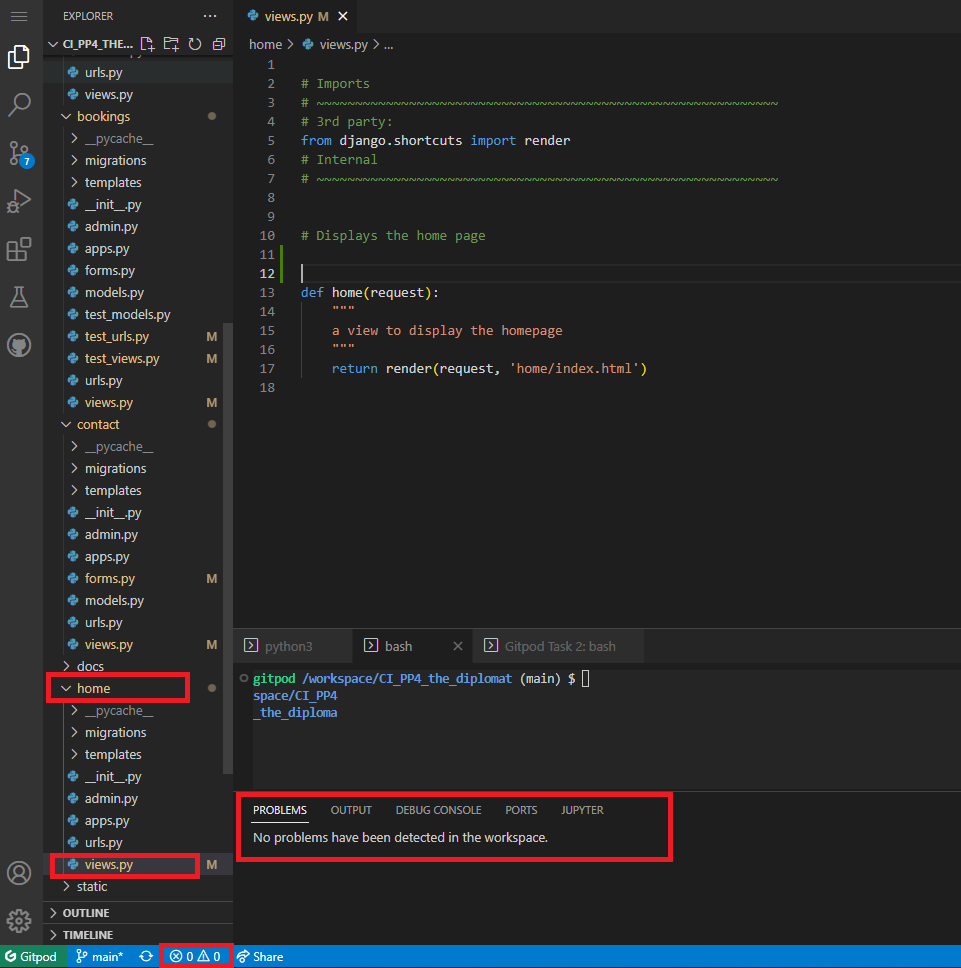 EXPLORER
CI_PP4_THE...
urls.py
views.py
bookings
__pycache__
migrations
templates
__init__.py
admin.py
apps.py
forms.py
models.py
test_models.py
test_urls.py M
test_views.py M
urls.py
views.py M
contact
__pycache__
migrations
templates
__init__.py
admin.py
apps.py
forms.py M
models.py
urls.py
views.py M
docs
home
__pycache__
migrations
templates
__init__.py
admin.py
apps.py
urls.py
views.py M
static
OUTLINE
TIMELINE
7
views.py M
home > views.py > ...
1
2 # Imports
3 # ~~~~~~~~~~~~~~~~~~~~~~~~~~~~~~~~~~~~~~~~~~~~~~~~~~~~~~~~~~~~
4 # 3rd party:
5 from django.shortcuts import render
6 # Internal
7 # ~~~~~~~~~~~~~~~~~~~~~~~~~~~~~~~~~~~~~~~~~~~~~~~~~~~~~~~~~~~~
8
9
10 # Displays the home page
11
12
13 def home(request):
14 """
15 a view to display the homepage
16 """
17 return render(request, 'home/index.html')
18
python3 bash Gitpod Task 2: bash
gitpod /workspace/CI_PP4_the_diplomat (main) $
space/CI_PP4
_the_diploma
PROBLEMS OUTPUT DEBUG CONSOLE PORTS JUPYTER
No problems have been detected in the workspace.
Gitpod main* 0 0 Share